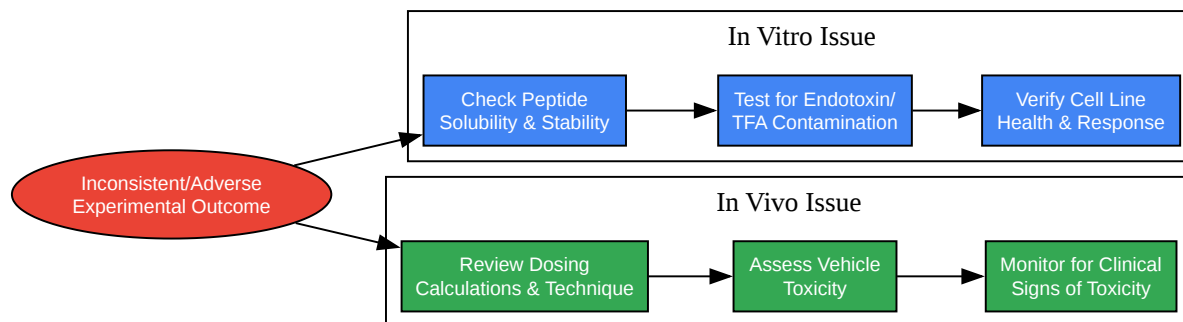 In Vitro Issue
Check Peptide
Solubility & Stability
Test for Endotoxin/
TFA Contamination
Verify Cell Line
Health & Response
Inconsistent/Adverse
Experimental Outcome
In Vivo Issue
Review Dosing
Calculations & Technique
Assess Vehicle
Toxicity
Monitor for Clinical
Signs of Toxicity